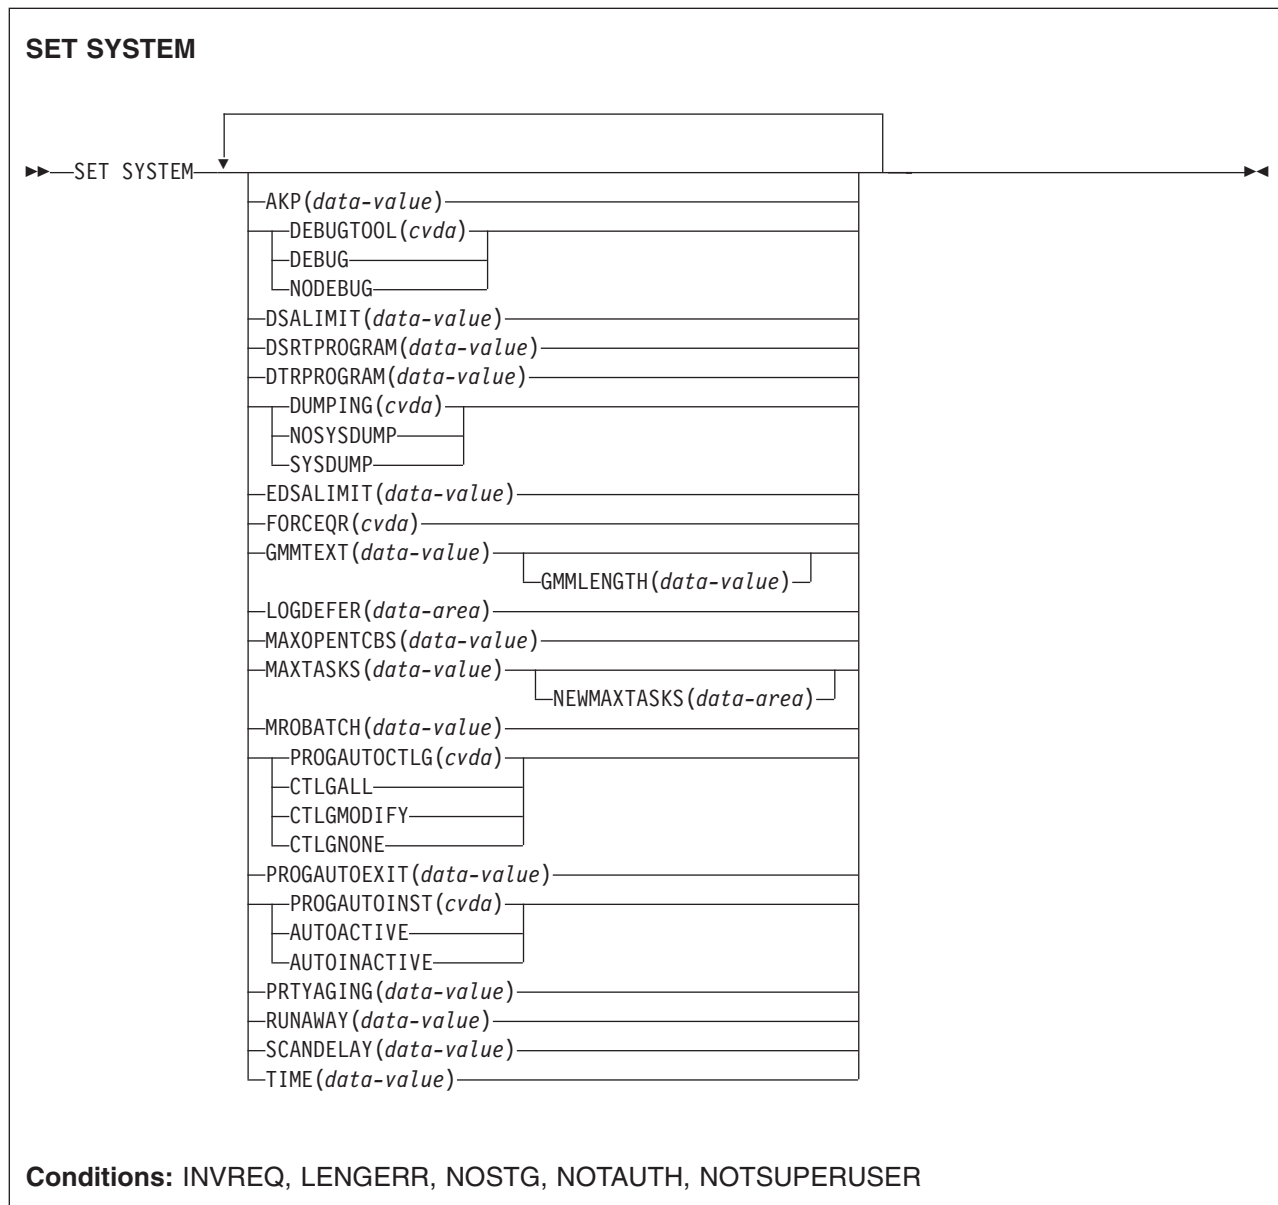 SET SYSTEM
SET SYSTEM
AKP(data-value)
DEBUGTOOL(cvda)
DEBUG
NODEBUG
DSALIMIT(data-value)
DSRTPROGRAM(data-value)
DTRPROGRAM(data-value)
DUMPING(cvda)
NOSYSDUMP
SYSDUMP
EDSALIMIT(data-value)
FORCEQR(cvda)
GMMTEXT(data-value)
GMMLENGTH(data-value)
LOGDEFER(data-area)
MAXOPENTCBS(data-value)
MAXTASKS(data-value)
NEWMAXTASKS(data-area)
MROBATCH(data-value)
PROGAUTOCTLG(cvda)
CTLGALL
CTLGMODIFY
CTLGNONE
PROGAUTOEXIT(data-value)
PROGAUTOINST(cvda)
AUTOACTIVE
AUTOINACTIVE
PRTYAGING(data-value)
RUNAWAY(data-value)
SCANDELAY(data-value)
TIME(data-value)
Conditions: INVREQ, LENGERR, NOSTG, NOTAUTH, NOTSUPERUSER